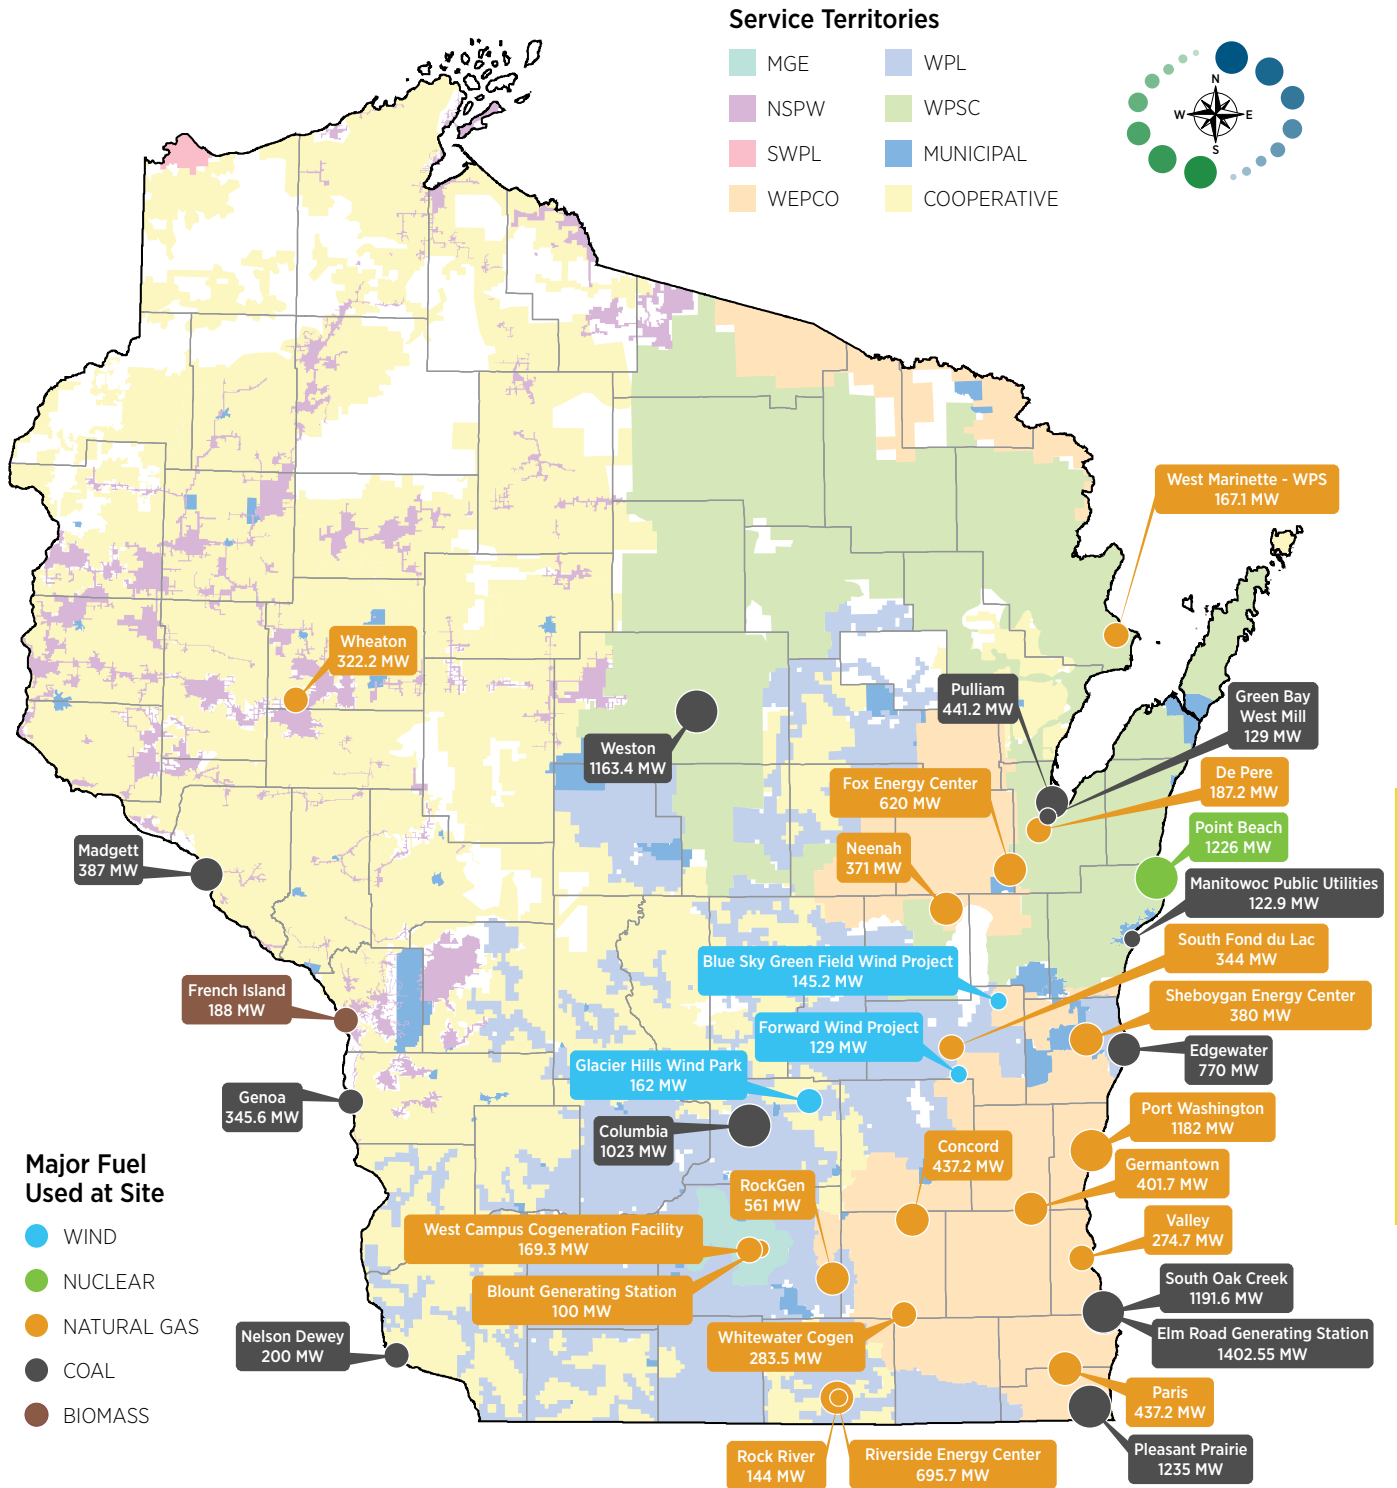 Service Territories
MGE
WPL
NSPW
WPSC
SWPL
MUNICIPAL
WEPCO
COOPERATIVE
N
W
E
S
West Marinette - WPS
167.1 MW
Wheaton
322.2 MW
Pulliam
441.2 MW
Green Bay
West Mill
129 MW
Weston
1163.4 MW
Fox Energy Center
620 MW
De Pere
187.2 MW
Neenah
371 MW
Point Beach
1226 MW
Madgett
387 MW
Manitowoc Public Utilities
122.9 MW
South Fond du Lac
344 MW
Blue Sky Green Field Wind Project
145.2 MW
French Island
188 MW
Sheboygan Energy Center
380 MW
Forward Wind Project
129 MW
Edgewater
770 MW
Glacier Hills Wind Park
162 MW
Genoa
345.6 MW
Port Washington
1182 MW
Columbia
1023 MW
Concord
437.2 MW
Germantown
401.7 MW
RockGen
561 MW
Valley
274.7 MW
West Campus Cogeneration Facility
169.3 MW
Blount Generating Station
100 MW
South Oak Creek
1191.6 MW
Elm Road Generating Station
1402.55 MW
Nelson Dewey
200 MW
Whitewater Cogen
283.5 MW
Paris
437.2 MW
Pleasant Prairie
1235 MW
Rock River
144 MW
Riverside Energy Center
695.7 MW
Major Fuel
Used at Site
WIND
NUCLEAR
NATURAL GAS
COAL
BIOMASS